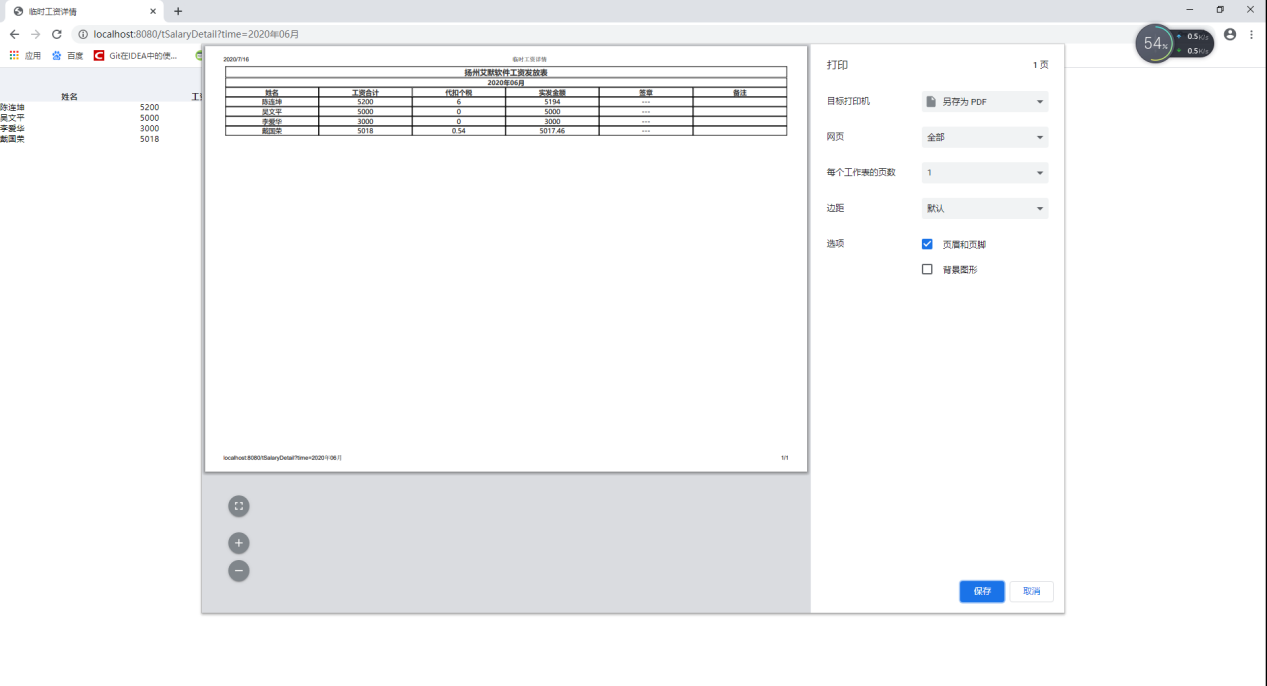 临时工资详情
localhost:8080/tSalaryDetail?time=2020年06月
应用 百度 Git在IDEA中的使...
54% 0.5K/s
0.5K/s
姓名
陈连坤 5200
吴文平 5000
李爱华 3000
戴国荣 5018
2020/7/16 临时工资详情
扬州艾默软件工资发放表
2020年06月
姓名 工资合计 代扣个税 实发金额 签章 备注
陈连坤 5200 6 5194 ---
吴文平 5000 0 5000 ---
李爱华 3000 0 3000 ---
戴国荣 5018 0.54 5017.46 ---
localhost:8080/tSalaryDetail?time=2020年06月 1/1
打印 1 页
目标打印机 另存为 PDF
网页 全部
每个工作表的页数 1
边距 默认
选项 页眉和页脚
背景图形
保存 取消